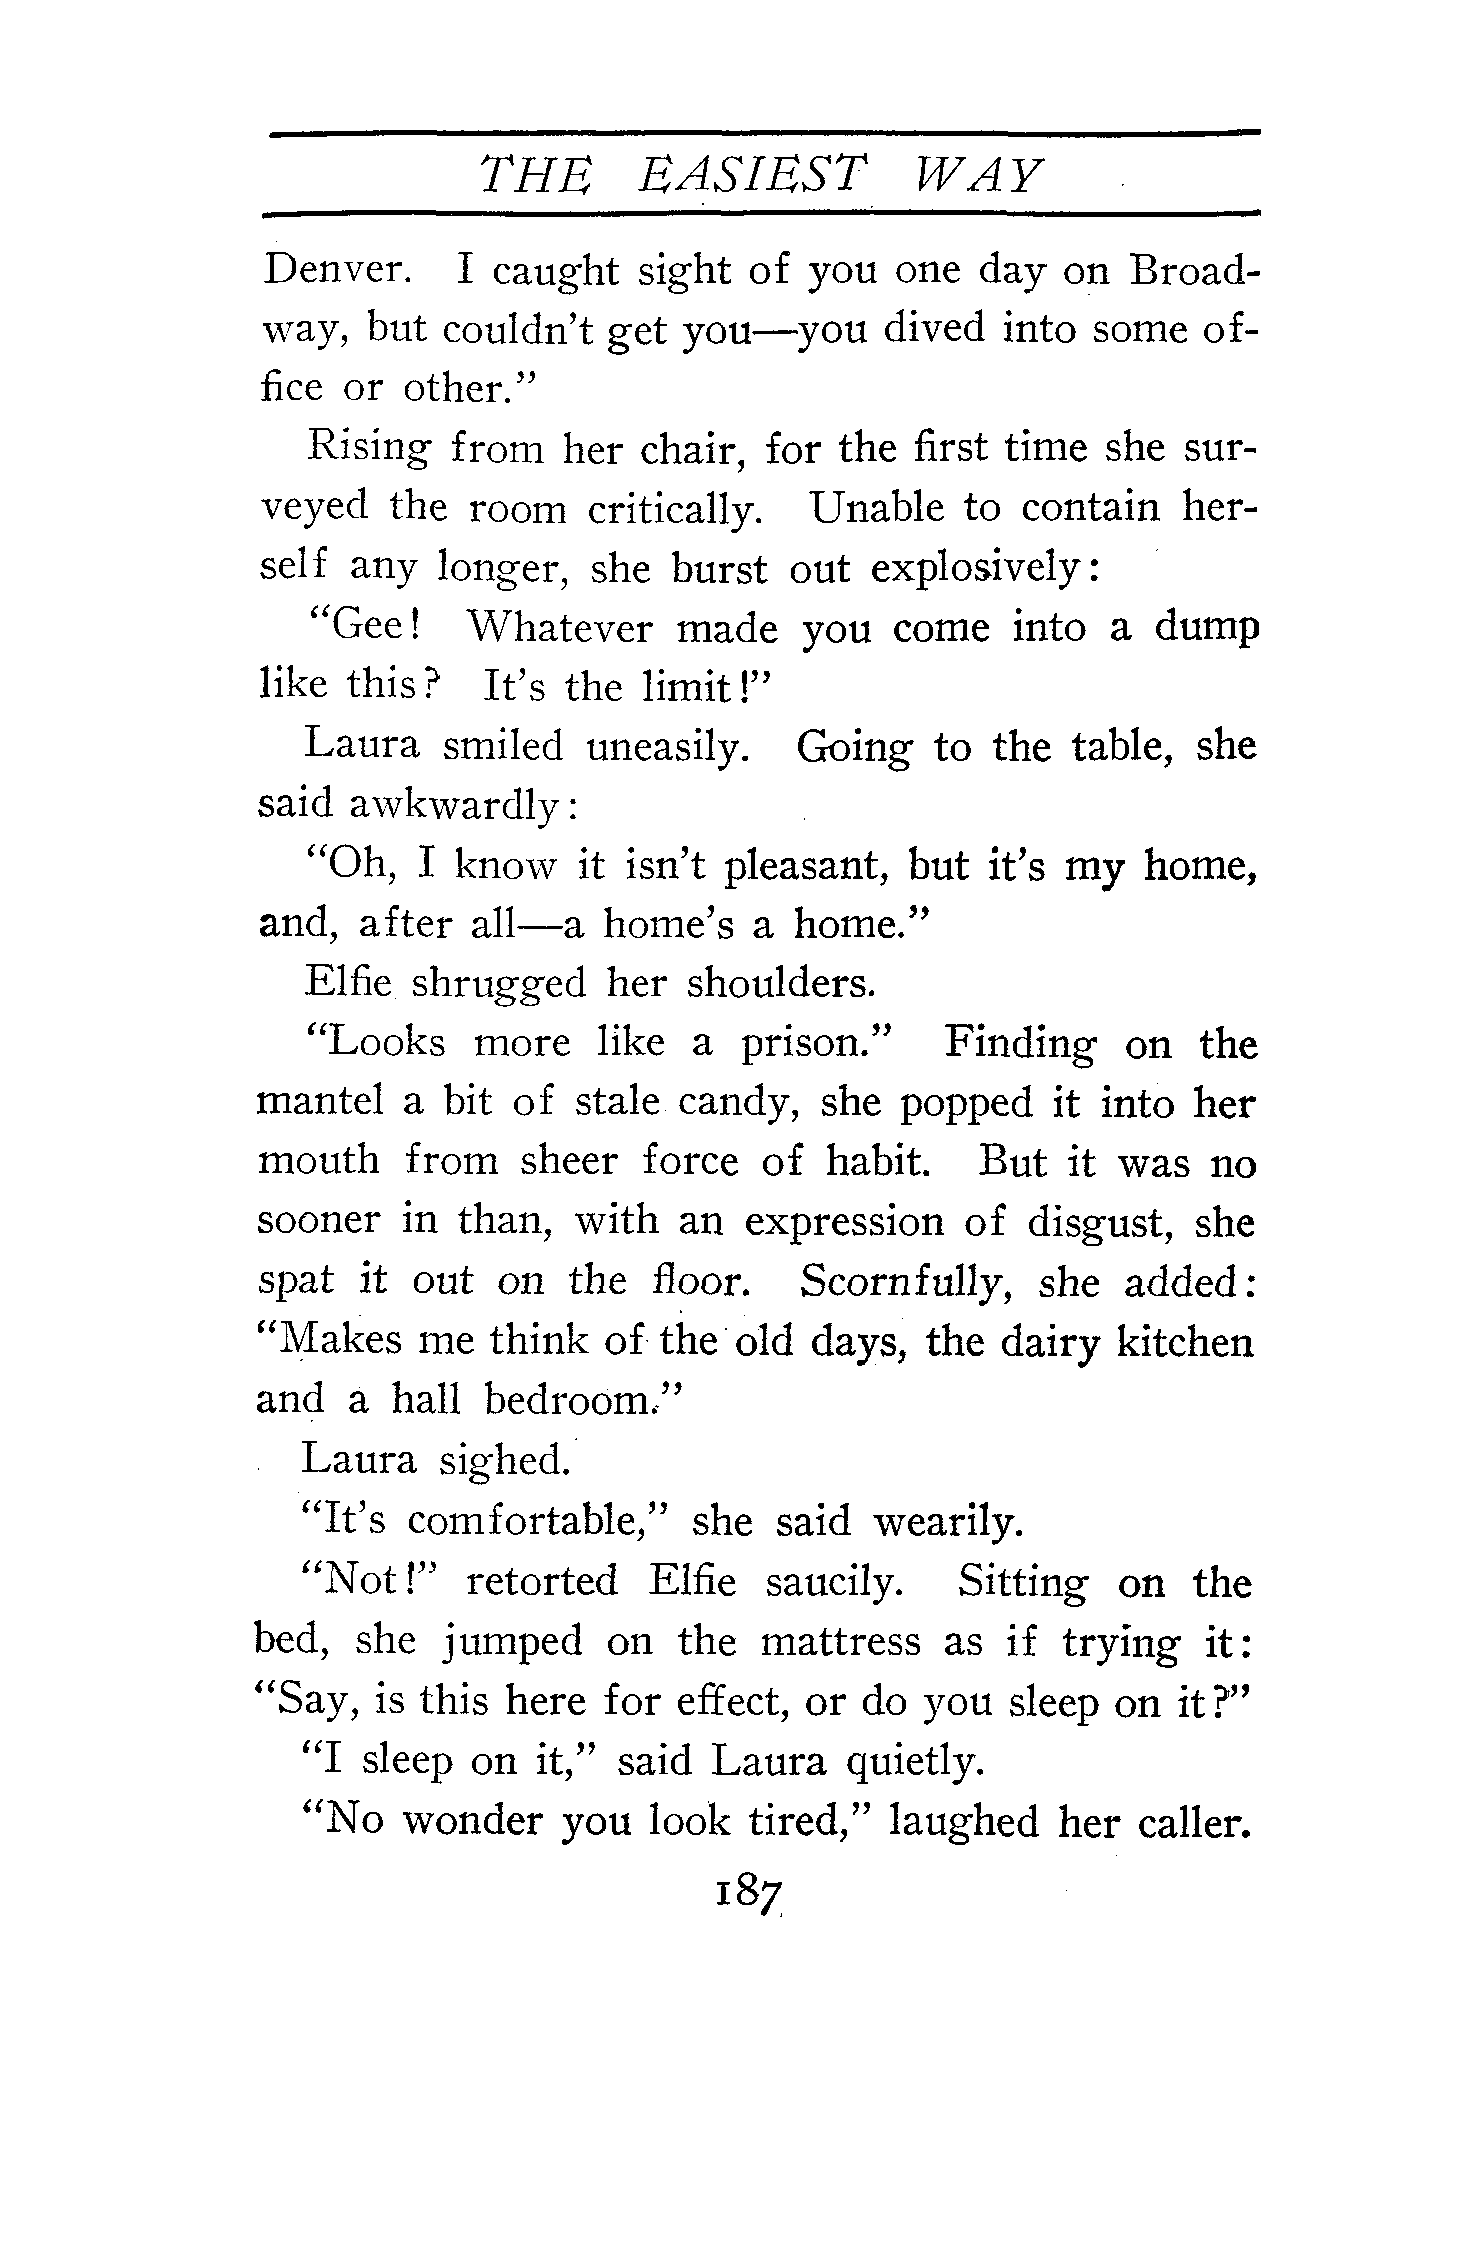 THE EASIEST WAY
Denver. I caught sight of you one day on Broad-
way, but couldn't get you—you dived into some of-
fice or other."
Rising from her chair, for the first time she sur-
veyed the room critically. Unable to contain her-
self any longer, she burst out explosively:
"Gee! Whatever made you come into a dump
like this? It's the limit!"
Laura smiled uneasily. Going to the table, she
said awkwardly:
"Oh, I know it isn't pleasant, but it's my home,
and, after all—a home's a home."
Elfie shrugged her shoulders.
"Looks more like a prison." Finding on the
mantel a bit of stale candy, she popped it into her
mouth from sheer force of habit. But it was no
sooner in than, with an expression of disgust, she
spat it out on the floor. Scornfully, she added:
"Makes me think of the old days, the dairy kitchen
and a hall bedroom."
Laura sighed.
"It's comfortable," she said wearily.
"Not!" retorted Elfie saucily. Sitting on the
bed, she jumped on the mattress as if trying it:
"Say, is this here for effect, or do you sleep on it?"
"I sleep on it," said Laura quietly.
"No wonder you look tired," laughed her caller.
187